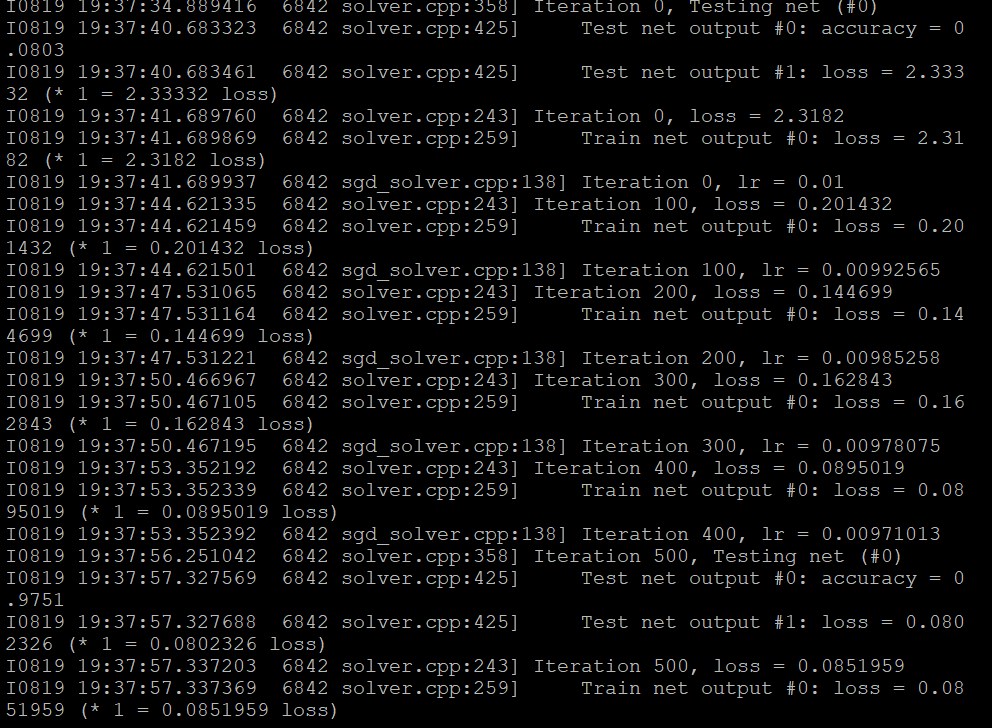 I0819 19:37:34.889416  6842 solver.cpp:358] Iteration 0, Testing net (#0)
I0819 19:37:40.683323  6842 solver.cpp:425]     Test net output #0: accuracy = 0
.0803
I0819 19:37:40.683461  6842 solver.cpp:425]     Test net output #1: loss = 2.333
32 (* 1 = 2.33332 loss)
I0819 19:37:41.689760  6842 solver.cpp:243] Iteration 0, loss = 2.3182
I0819 19:37:41.689869  6842 solver.cpp:259]     Train net output #0: loss = 2.31
82 (* 1 = 2.3182 loss)
I0819 19:37:41.689937  6842 sgd_solver.cpp:138] Iteration 0, lr = 0.01
I0819 19:37:44.621335  6842 solver.cpp:243] Iteration 100, loss = 0.201432
I0819 19:37:44.621459  6842 solver.cpp:259]     Train net output #0: loss = 0.20
1432 (* 1 = 0.201432 loss)
I0819 19:37:44.621501  6842 sgd_solver.cpp:138] Iteration 100, lr = 0.00992565
I0819 19:37:47.531065  6842 solver.cpp:243] Iteration 200, loss = 0.144699
I0819 19:37:47.531164  6842 solver.cpp:259]     Train net output #0: loss = 0.14
4699 (* 1 = 0.144699 loss)
I0819 19:37:47.531221  6842 sgd_solver.cpp:138] Iteration 200, lr = 0.00985258
I0819 19:37:50.466967  6842 solver.cpp:243] Iteration 300, loss = 0.162843
I0819 19:37:50.467105  6842 solver.cpp:259]     Train net output #0: loss = 0.16
2843 (* 1 = 0.162843 loss)
I0819 19:37:50.467195  6842 sgd_solver.cpp:138] Iteration 300, lr = 0.00978075
I0819 19:37:53.352192  6842 solver.cpp:243] Iteration 400, loss = 0.0895019
I0819 19:37:53.352339  6842 solver.cpp:259]     Train net output #0: loss = 0.08
95019 (* 1 = 0.0895019 loss)
I0819 19:37:53.352392  6842 sgd_solver.cpp:138] Iteration 400, lr = 0.00971013
I0819 19:37:56.251042  6842 solver.cpp:358] Iteration 500, Testing net (#0)
I0819 19:37:57.327569  6842 solver.cpp:425]     Test net output #0: accuracy = 0
.9751
I0819 19:37:57.327688  6842 solver.cpp:425]     Test net output #1: loss = 0.080
2326 (* 1 = 0.0802326 loss)
I0819 19:37:57.337203  6842 solver.cpp:243] Iteration 500, loss = 0.0851959
I0819 19:37:57.337369  6842 solver.cpp:259]     Train net output #0: loss = 0.08
51959 (* 1 = 0.0851959 loss)